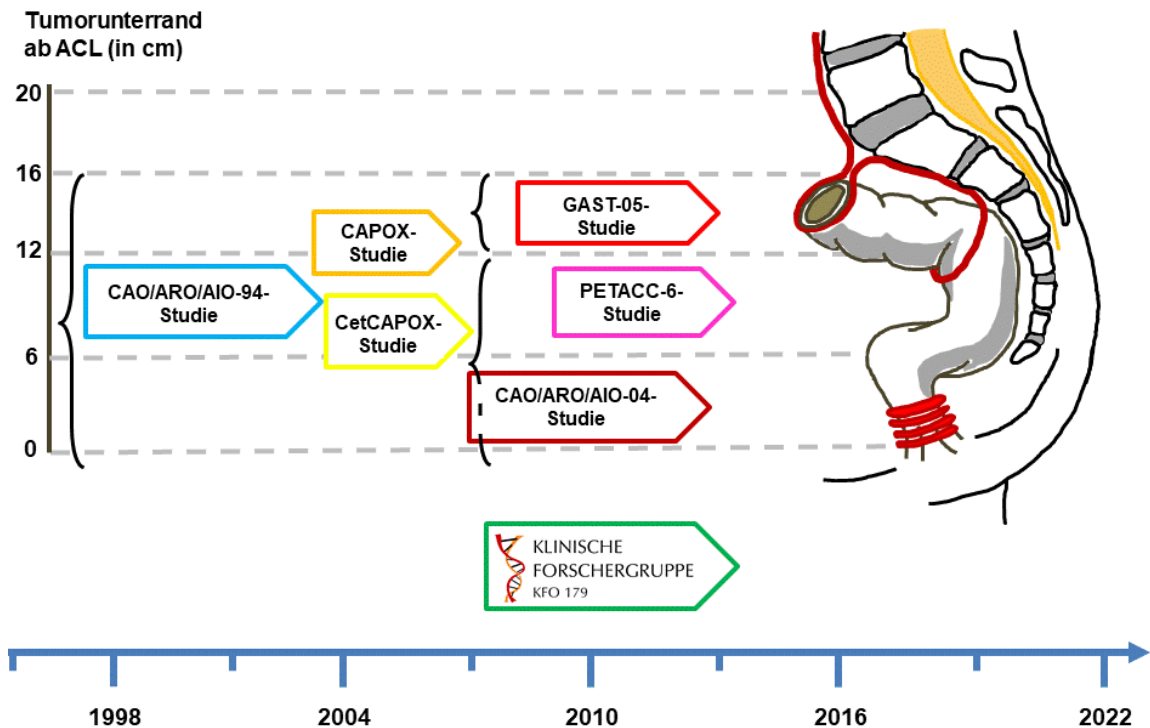 Tumorunterrand
ab ACL (in cm)
20
16
12
6
0
CAO/ARO/AIO-94-
Studie
CAPOX-
Studie
CetCAPOX-
Studie
GAST-05-
Studie
PETACC-6-
Studie
CAO/ARO/AIO-04-
Studie
KLINISCHE
FORSCHERGRUPPE
KFO 179
1998
2004
2010
2016
2022